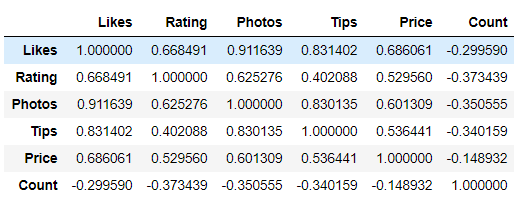 Likes Rating Photos Tips Price Count
Likes 1.000000 0.668491 0.911639 0.831402 0.686061 -0.299590
Rating 0.668491 1.000000 0.625276 0.402088 0.529560 -0.373439
Photos 0.911639 0.625276 1.000000 0.830135 0.601309 -0.350555
Tips 0.831402 0.402088 0.830135 1.000000 0.536441 -0.340159
Price 0.686061 0.529560 0.601309 0.536441 1.000000 -0.148932
Count -0.299590 -0.373439 -0.350555 -0.340159 -0.148932 1.000000